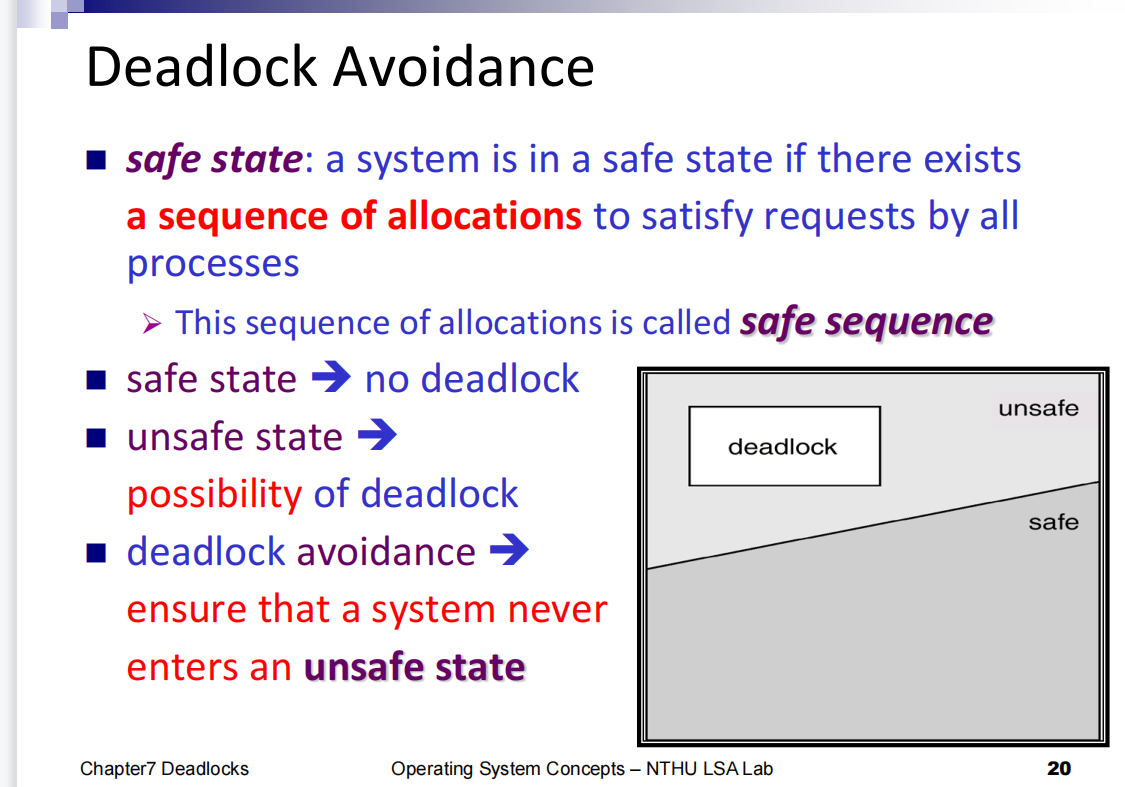 Deadlock Avoidance
safe state: a system is in a safe state if there exists
a sequence of allocations to satisfy requests by all
processes
This sequence of allocations is called safe sequence
safe state ➔ no deadlock
unsafe state ➔
possibility of deadlock
deadlock avoidance ➔
ensure that a system never
enters an unsafe state
unsafe
deadlock
safe
Chapter7 Deadlocks
Operating System Concepts – NTHU LSA Lab
20